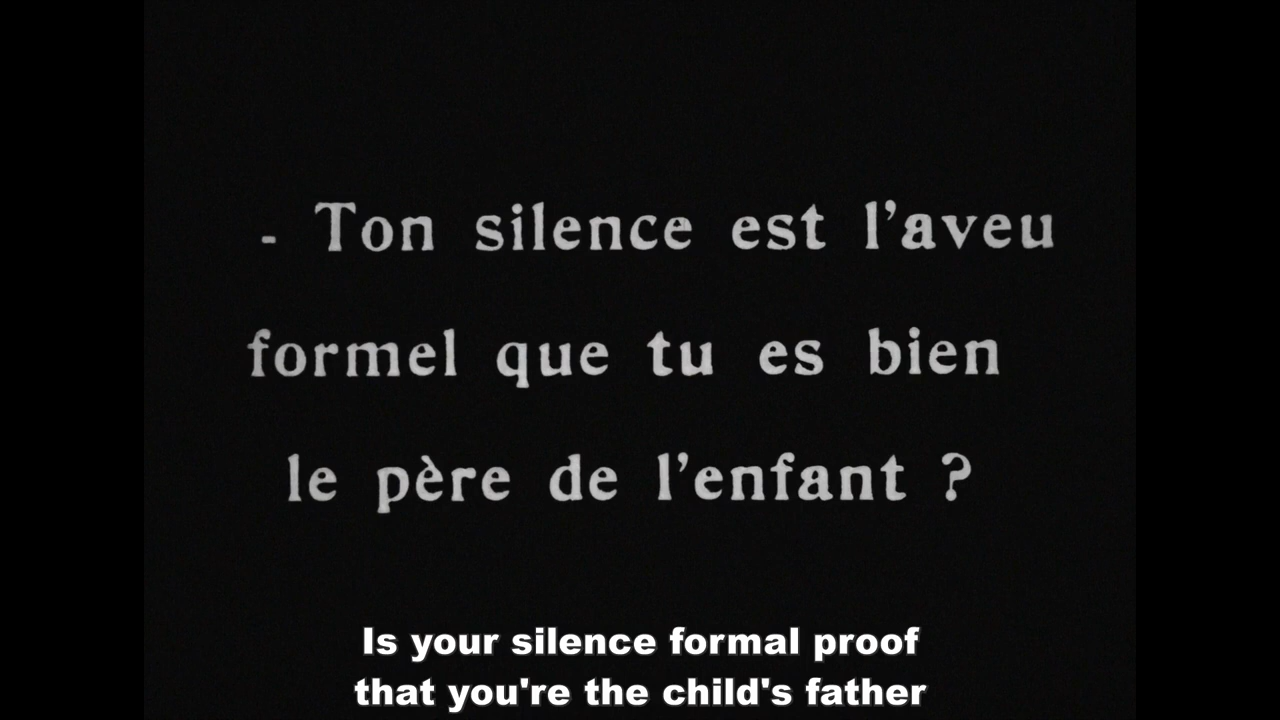 - Ton silence est l'aveu
formel que tu es bien
le père de l'enfant ?
Is your silence formal proof
that you're the child's father